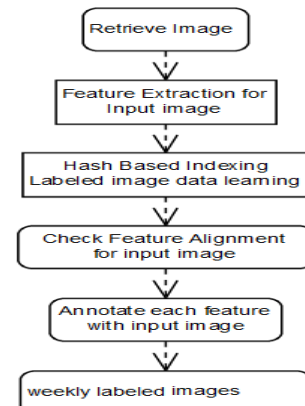 Retrieve Image
Feature Extraction for
Input image
Hash Based Indexing
Labeled image data learning
Check Feature Alignment
for input image
Annotate each feature
with input image
weekly labeled images